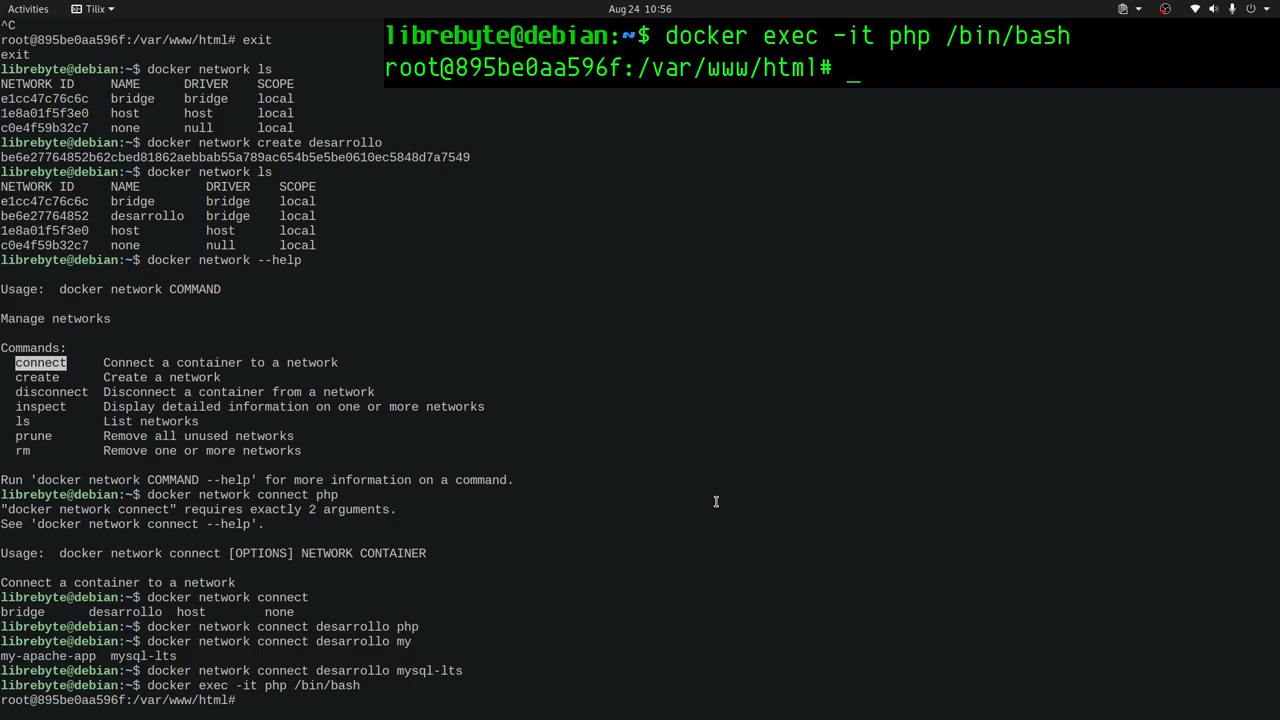 Activities Tilix Aug 24 10:56
^C
root@895be0aa596f:/var/www/html# exit
exit
librebyte@debian:~$ docker exec -it php /bin/bash
root@895be0aa596f:/var/www/html# _
librebyte@debian:~$ docker network ls
NETWORK ID NAME DRIVER SCOPE
e1cc47c76c6c bridge bridge local
1e8a01f5f3e0 host host local
c0e4f59b32c7 none null local
librebyte@debian:~$ docker network create desarrollo
be6e27764852b62cbed81862aebbab55a789ac654b5e5be0610ec5848d7a7549
librebyte@debian:~$ docker network ls
NETWORK ID NAME DRIVER SCOPE
e1cc47c76c6c bridge bridge local
be6e27764852 desarrollo bridge local
1e8a01f5f3e0 host host local
c0e4f59b32c7 none null local
librebyte@debian:~$ docker network --help
Usage: docker network COMMAND
Manage networks
Commands:
connect Connect a container to a network
create Create a network
disconnect Disconnect a container from a network
inspect Display detailed information on one or more networks
ls List networks
prune Remove all unused networks
rm Remove one or more networks
Run 'docker network COMMAND --help' for more information on a command.
librebyte@debian:~$ docker network connect php
"docker network connect" requires exactly 2 arguments.
See 'docker network connect --help'.
Usage: docker network connect [OPTIONS] NETWORK CONTAINER
Connect a container to a network
librebyte@debian:~$ docker network connect
bridge desarrollo host none
librebyte@debian:~$ docker network connect desarrollo php
librebyte@debian:~$ docker network connect desarrollo my
my-apache-app mysql-lts
librebyte@debian:~$ docker network connect desarrollo mysql-lts
librebyte@debian:~$ docker exec -it php /bin/bash
root@895be0aa596f:/var/www/html#